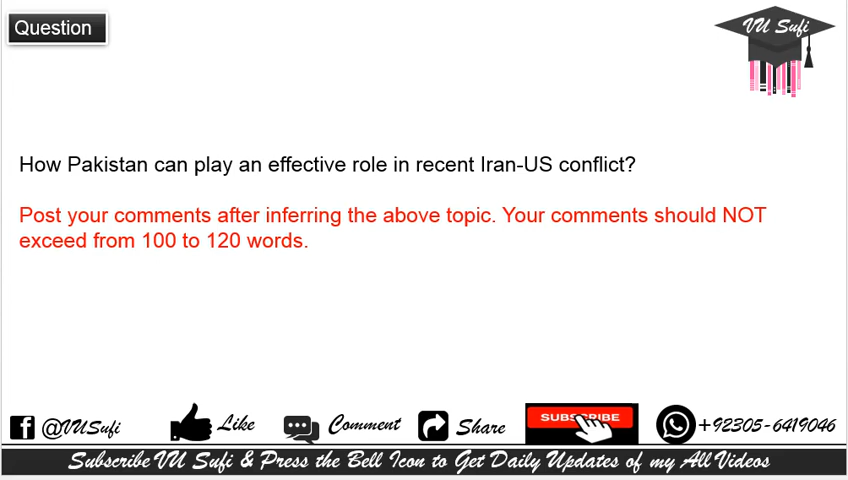 Question
VU Sufi
How Pakistan can play an effective role in recent Iran-US conflict?
Post your comments after inferring the above topic. Your comments should NOT
exceed from 100 to 120 words.
@VUSufi
Like
Comment
Share
SUBSCRIBE
+92305-6419046
Subscribe VU Sufi & Press the Bell Icon to Get Daily Updates of my All Videos